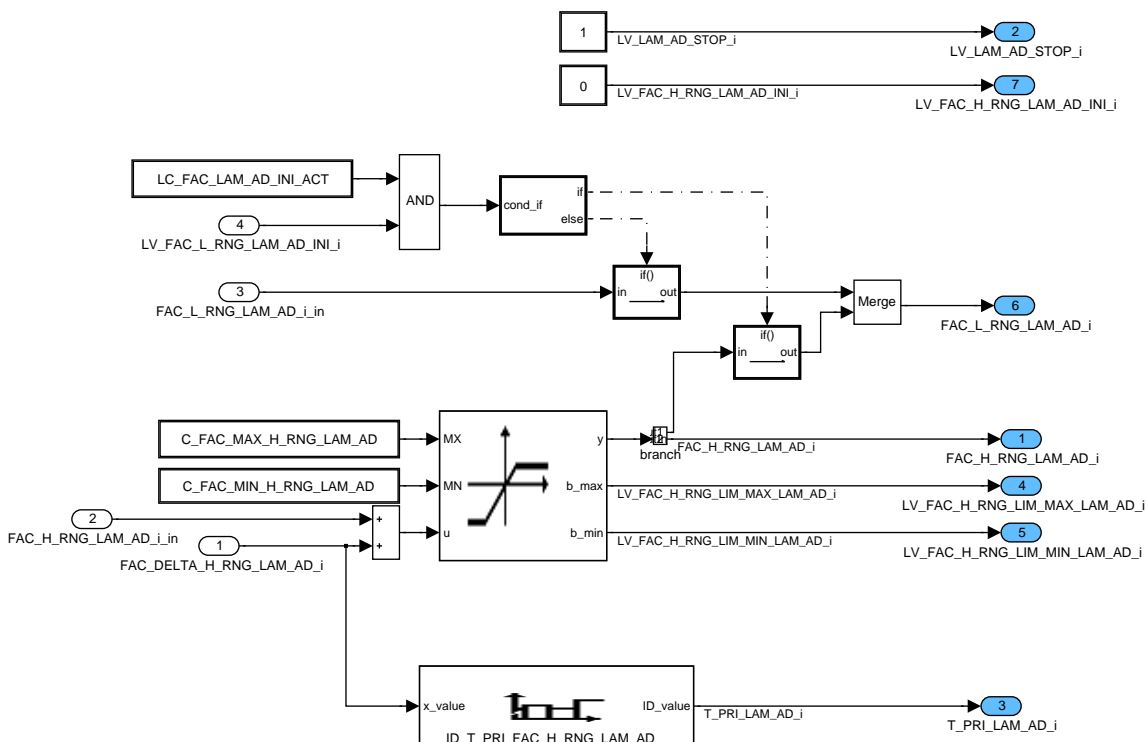 1
LV_LAM_AD_STOP_i
2
LV_LAM_AD_STOP_i
0
LV_FAC_H_RNG_LAM_AD_INI_i
7
LV_FAC_H_RNG_LAM_AD_INI_i
LC_FAC_LAM_AD_INI_ACT
AND
4
LV_FAC_L_RNG_LAM_AD_INI_i
cond_if
if
else
3
FAC_L_RNG_LAM_AD_i_in
if()
in
out
Merge
6
FAC_L_RNG_LAM_AD_i
if()
in
out
C_FAC_MAX_H_RNG_LAM_AD
MX
y
branch
FAC_H_RNG_LAM_AD_i
1
FAC_H_RNG_LAM_AD_i
C_FAC_MIN_H_RNG_LAM_AD
MN
b_max
LV_FAC_H_RNG_LIM_MAX_LAM_AD_i
4
LV_FAC_H_RNG_LIM_MAX_LAM_AD_i
2
FAC_H_RNG_LAM_AD_i_in
+
+
u
b_min
LV_FAC_H_RNG_LIM_MIN_LAM_AD_i
5
LV_FAC_H_RNG_LIM_MIN_LAM_AD_i
1
FAC_DELTA_H_RNG_LAM_AD_i
x_value
ID_value
T_PRI_LAM_AD_i
3
T_PRI_LAM_AD_i
ID_T_PRI_FAC_H_RNG_LAM_AD